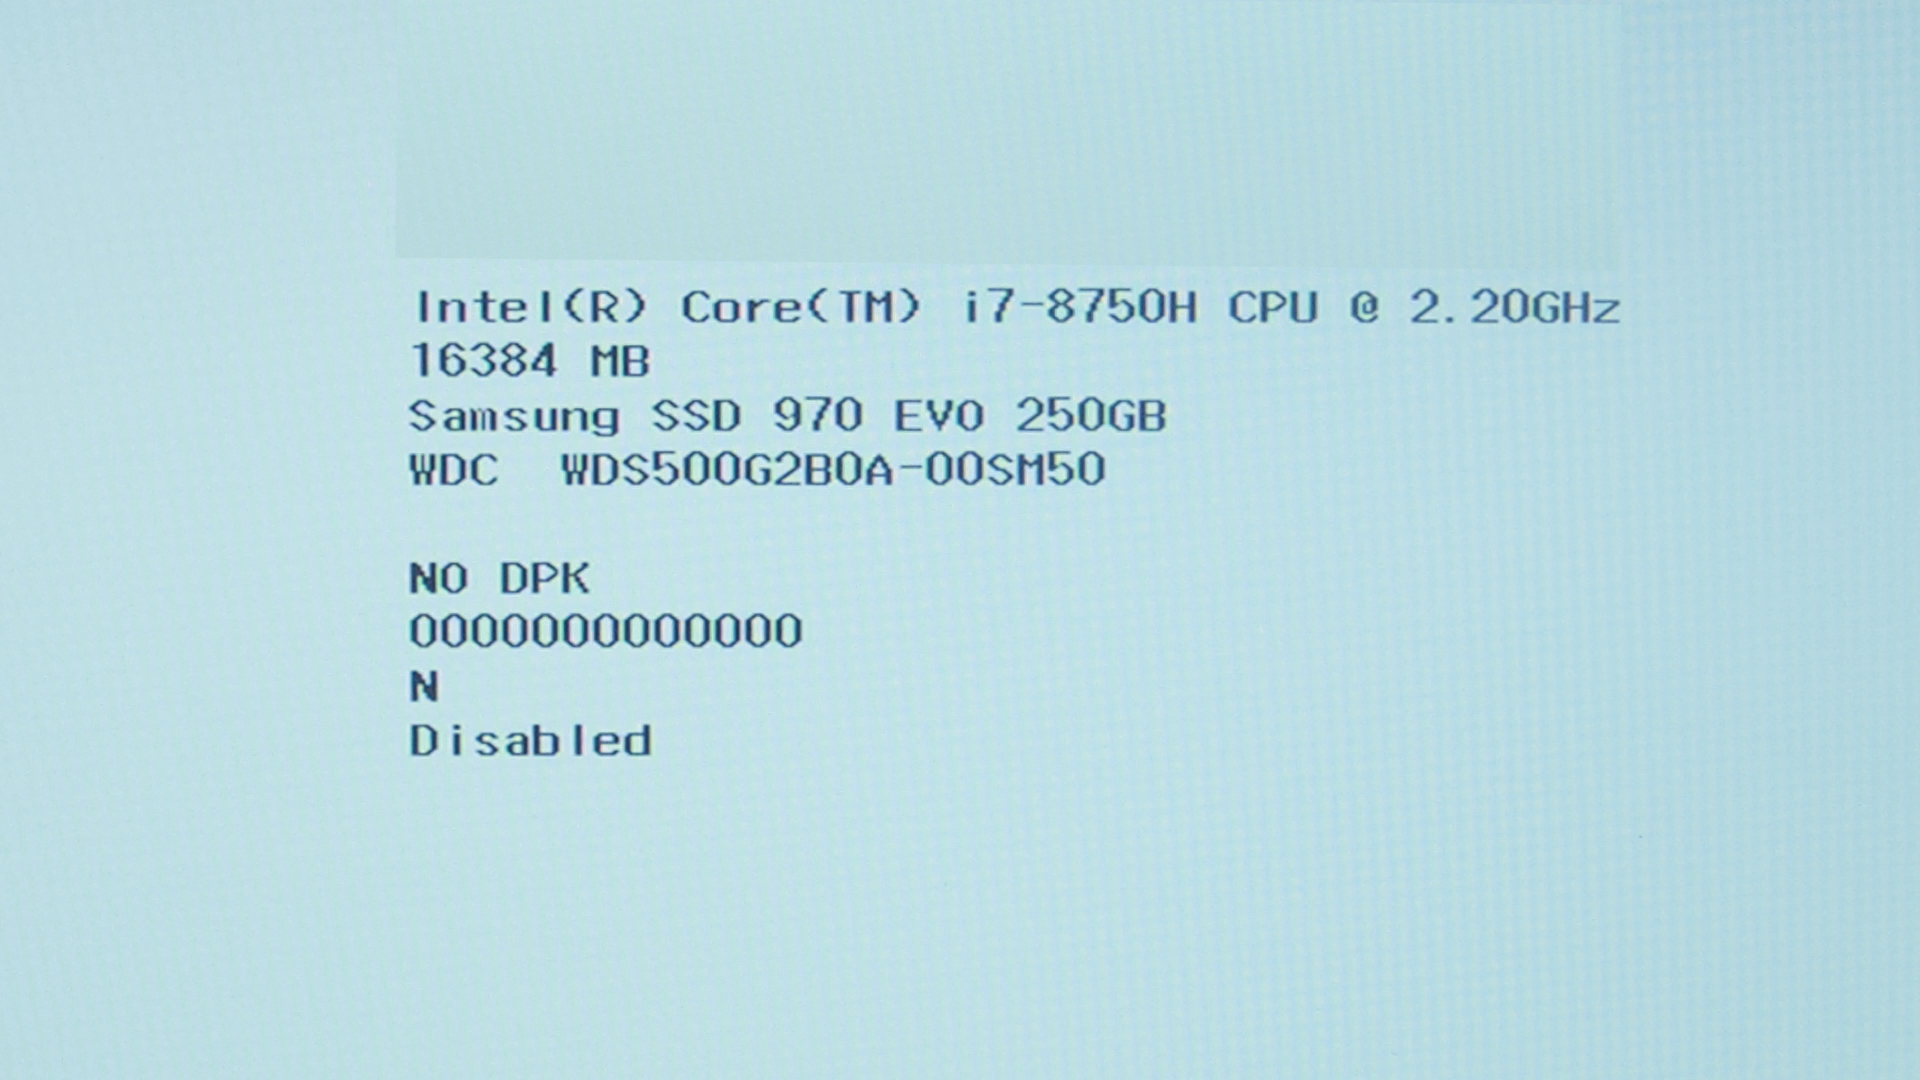 Intel(R) Core(TM) i7-8750H CPU @ 2.20GHz
16384 MB
Samsung SSD 970 EVO 250GB
WDC  WDS500G2B0A-00SM50
NO DPK
0000000000000
N
Disabled